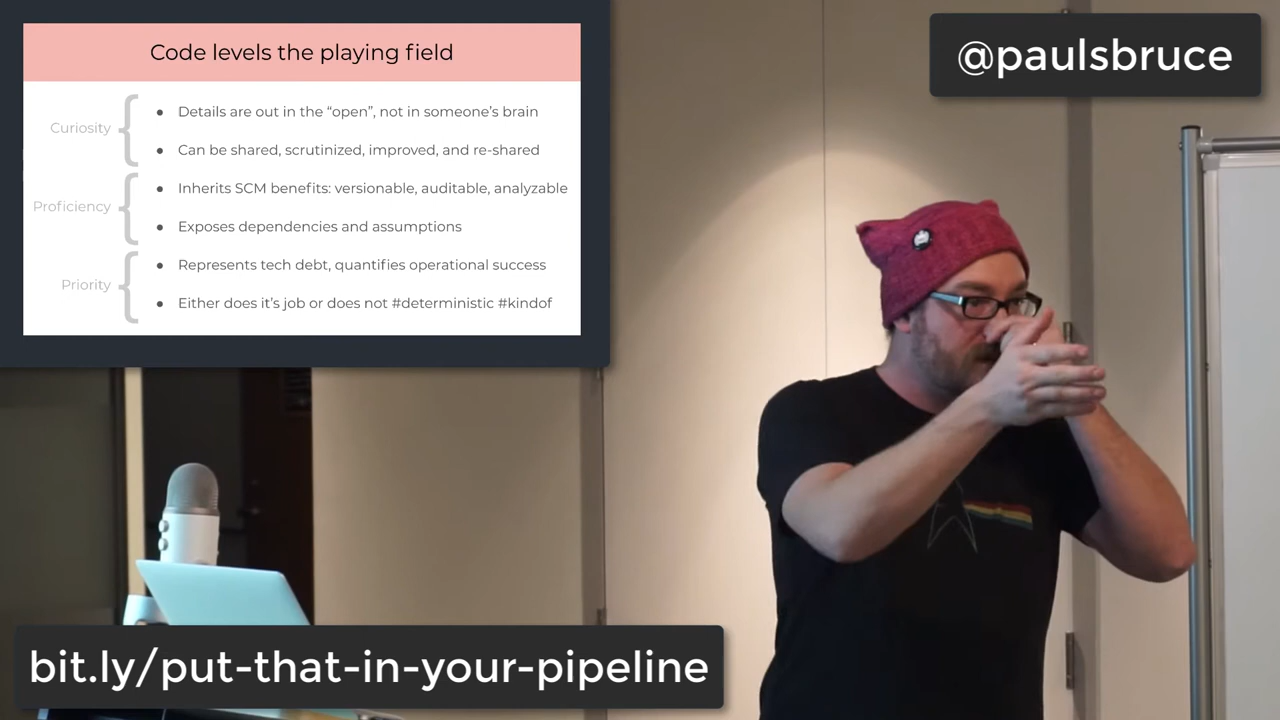 Code levels the playing field
Curiosity
● Details are out in the “open”, not in someone’s brain
● Can be shared, scrutinized, improved, and re-shared
Proficiency
● Inherits SCM benefits: versionable, auditable, analyzable
● Exposes dependencies and assumptions
Priority
● Represents tech debt, quantifies operational success
● Either does it’s job or does not #deterministic #kindof
@paulsbruce
bit.ly/put-that-in-your-pipeline